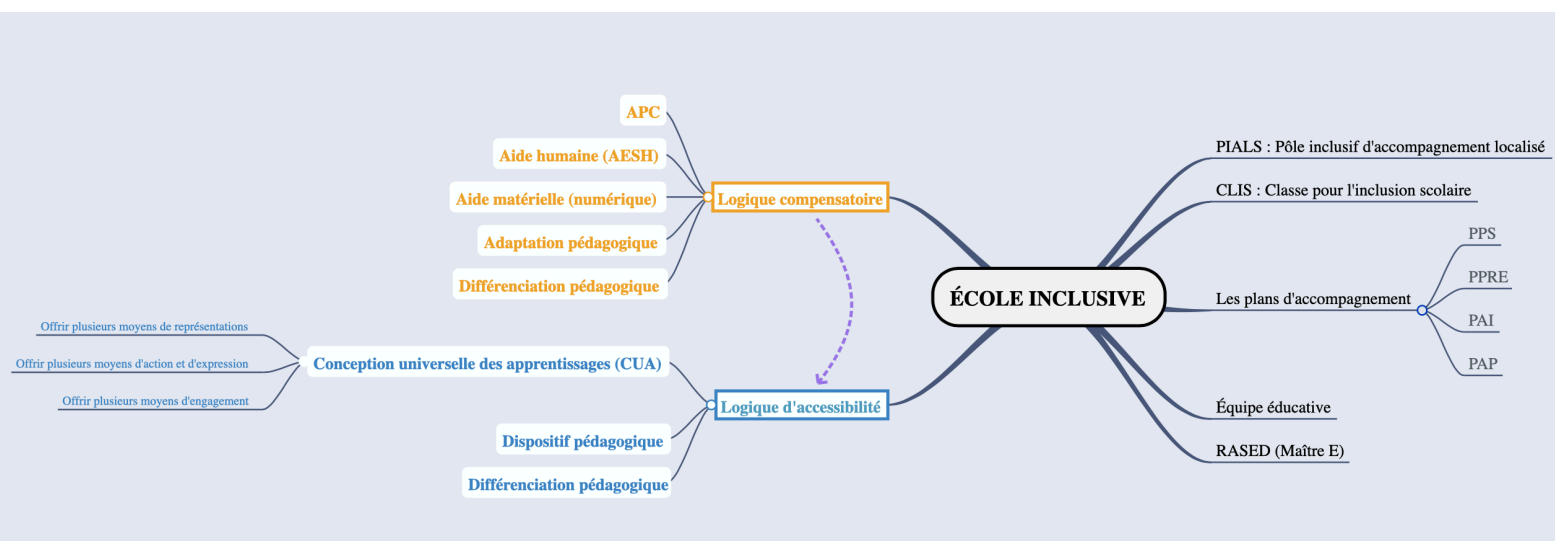 APC
Aide humaine (AESH)
Aide matérielle (numérique)
Adaptation pédagogique
Différenciation pédagogique
Logique compensatoire
Offrir plusieurs moyens de représentations
Offrir plusieurs moyens d'action et d'expression
Offrir plusieurs moyens d'engagement
Conception universelle des apprentissages (CUA)
Dispositif pédagogique
Différenciation pédagogique
Logique d'accessibilité
ÉCOLE INCLUSIVE
PIALS : Pôle inclusif d'accompagnement localisé
CLIS : Classe pour l'inclusion scolaire
Les plans d'accompagnement
PPS
PPRE
PAI
PAP
Équipe éducative
RASED (Maître E)